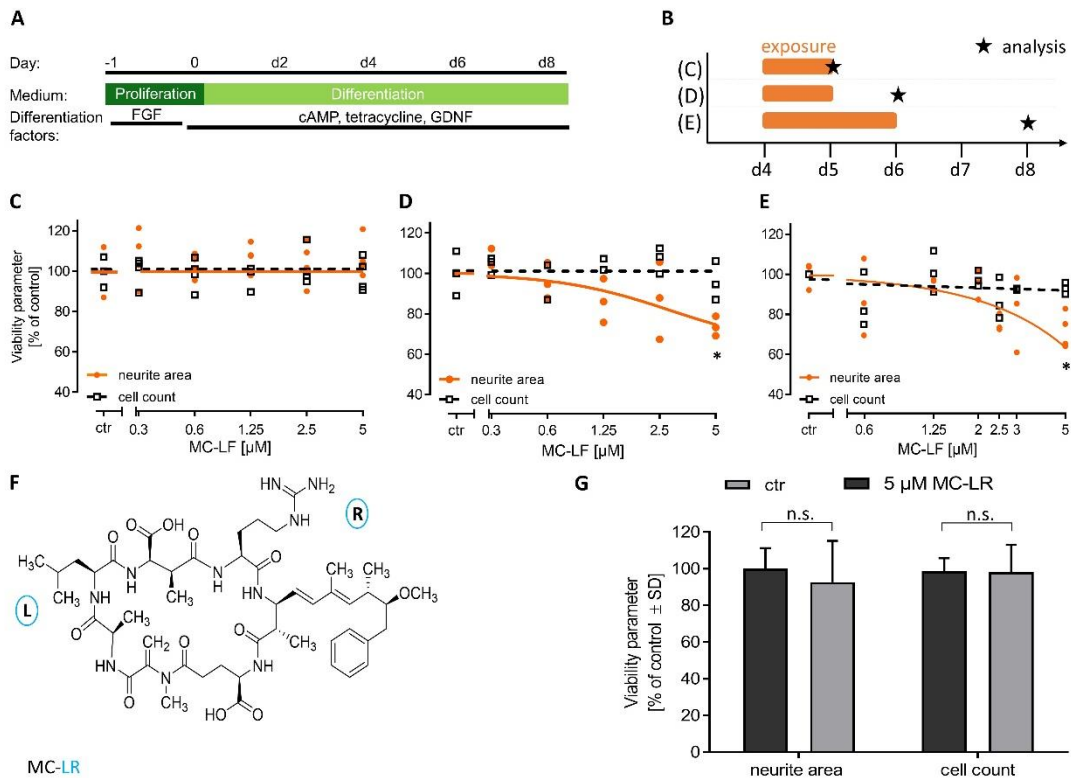 A
Day:
-1 0 d2 d4 d6 d8
Medium:
Proliferation Differentiation
Differentiation factors:
FGF
cAMP, tetracycline, GDNF
B
exposure
★ analysis
(C)
(D)
(E)
d4 d5 d6 d7 d8
C
Viability parameter
[% of control]
120
100
80
60
40
neurite area
cell count
ctr 0.3 0.6 1.25 2.5 5
MC-LF [µM]
D
120
100
80
60
40
*
neurite area
cell count
ctr 0.3 0.6 1.25 2.5 5
MC-LF [µM]
E
120
100
80
60
40
*
neurite area
cell count
ctr 0.6 1.25 2 2.5 3 5
MC-LF [µM]
F
NH2
HN
NH
R
O
OH
H3C
CH3
O
N
H
O
H
N
O
CH3
CH3
OCH3
L
NH
HN
CH3
O
CH2
O
O
CH3
HN
O
N
CH3
HN
O
HO
O
MC-LR
G
ctr 5 µM MC-LR
Viability parameter
[% of control ± SD]
120
100
80
60
40
20
0
n.s. n.s.
neurite area cell count